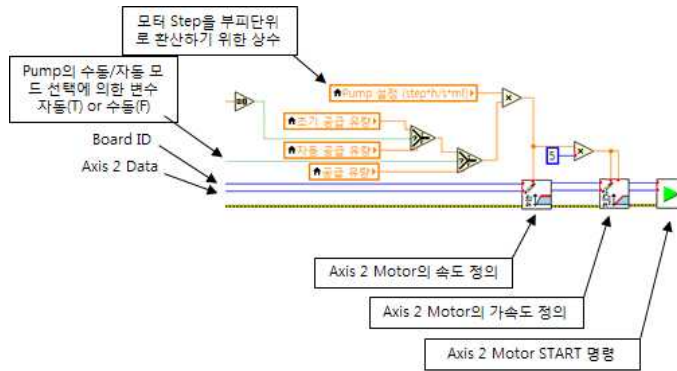 모터 Step을 부피단위
로 환산하기 위한 상수
Pump의 수동/자동 모
드 선택에 의한 변수
자동(T) or 수동(F)
Board ID
Axis 2 Data
Pump 설정 (step*h/s*ml)
초기 공급 유량
자동 공급 유량
공급 유량
5
Axis 2 Motor의 속도 정의
Axis 2 Motor의 가속도 정의
Axis 2 Motor START 명령